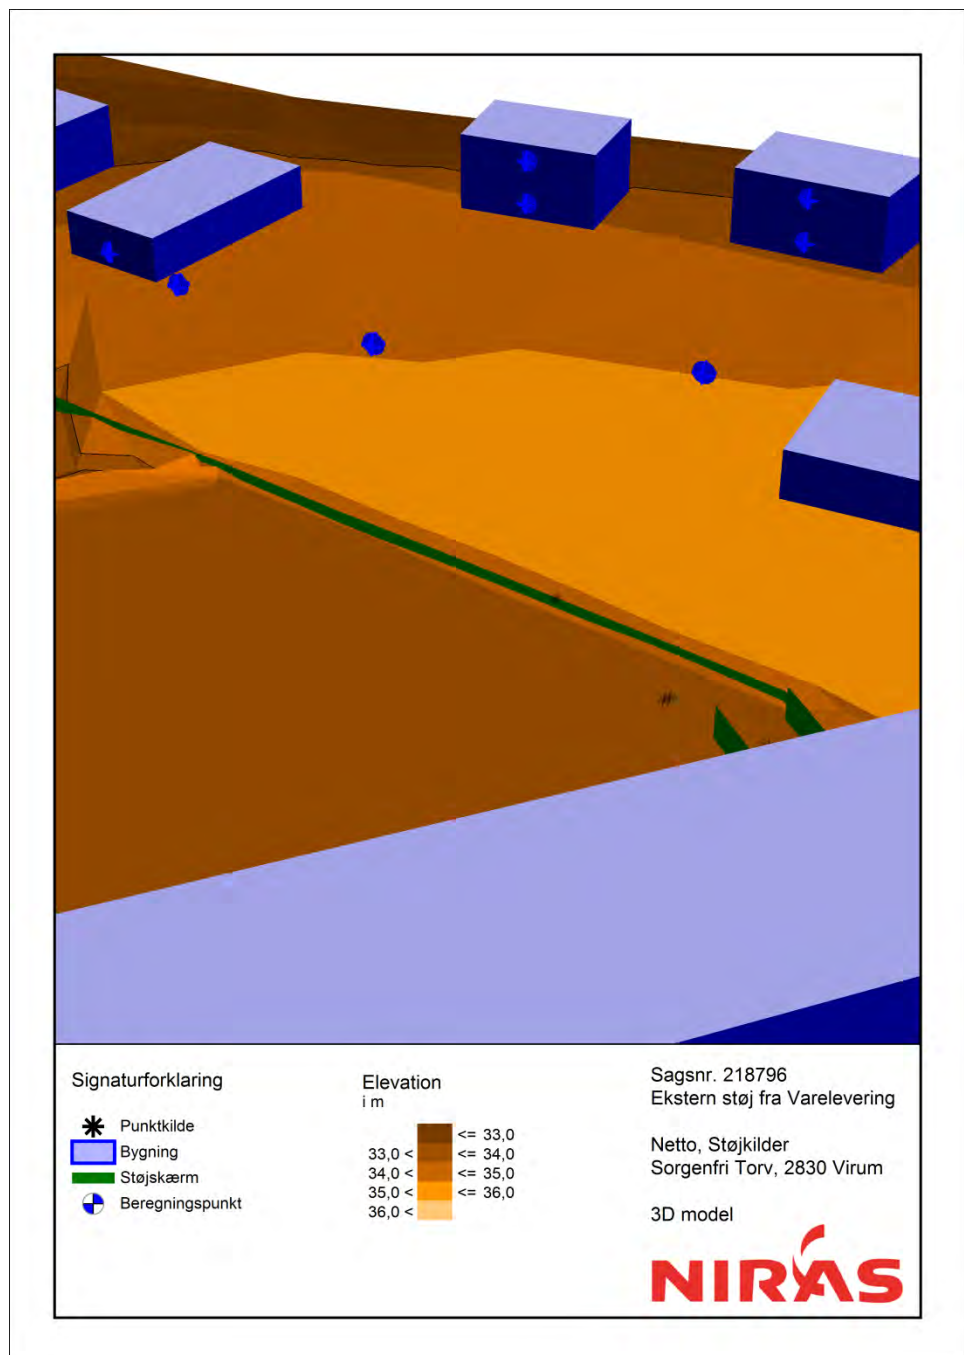 Signaturforklaring
Punktkilde
Bygning
Støjskærm
Beregningspunkt
Elevation
i m
<= 33,0
33,0 < <= 34,0
34,0 < <= 35,0
35,0 < <= 36,0
36,0 <
Sagsnr. 218796
Ekstern støj fra Varelevering
Netto, Støjkilder
Sorgenfri Torv, 2830 Virum
3D model
NIRAS